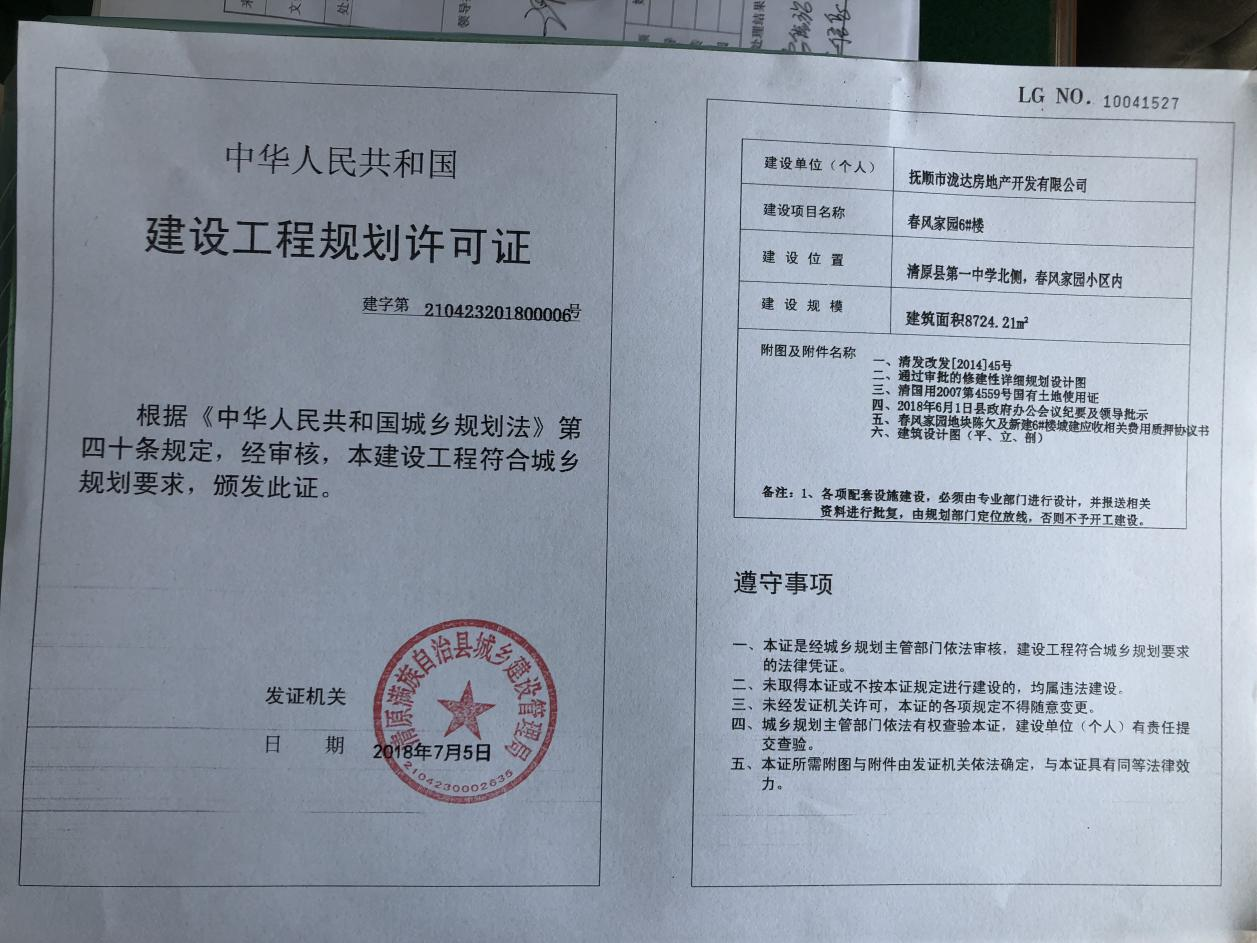 文
处
领导
处理结果
LG NO. 10041527
中华人民共和国
建设工程规划许可证
建字第 210423201800006号
根据《中华人民共和国城乡规划法》第
四十条规定，经审核，本建设工程符合城乡
规划要求，颁发此证。
发证机关
日 期 2018年7月5日
清原满族自治县城乡建设管理局
2104230002635
建设单位（个人） 抚顺市泷达房地产开发有限公司
建设项目名称 春风家园6#楼
建设位置 清原县第一中学北侧，春风家园小区内
建设规模 建筑面积8724.21㎡
附图及附件名称
一、清发改发[2014]45号
二、通过审批的修建性详细规划设计图
三、清国用2007第4559号国有土地使用证
四、2018年6月1日县政府办公会议纪要及领导批示
五、春风家园地块陈欠及新建6#楼城建应收相关费用质押协议书
六、建筑设计图（平、立、剖）
备注：1、各项配套设施建设，必须由专业部门进行设计，并报送相关
资料进行批复，由规划部门定位放线，否则不予开工建设。
遵守事项
一、本证是经城乡规划主管部门依法审核，建设工程符合城乡规划要求
的法律凭证。
二、未取得本证或不按本证规定进行建设的，均属违法建设。
三、未经发证机关许可，本证的各项规定不得随意变更。
四、城乡规划主管部门依法有权查验本证，建设单位（个人）有责任提
交查验。
五、本证所需附图与附件由发证机关依法确定，与本证具有同等法律效
力。